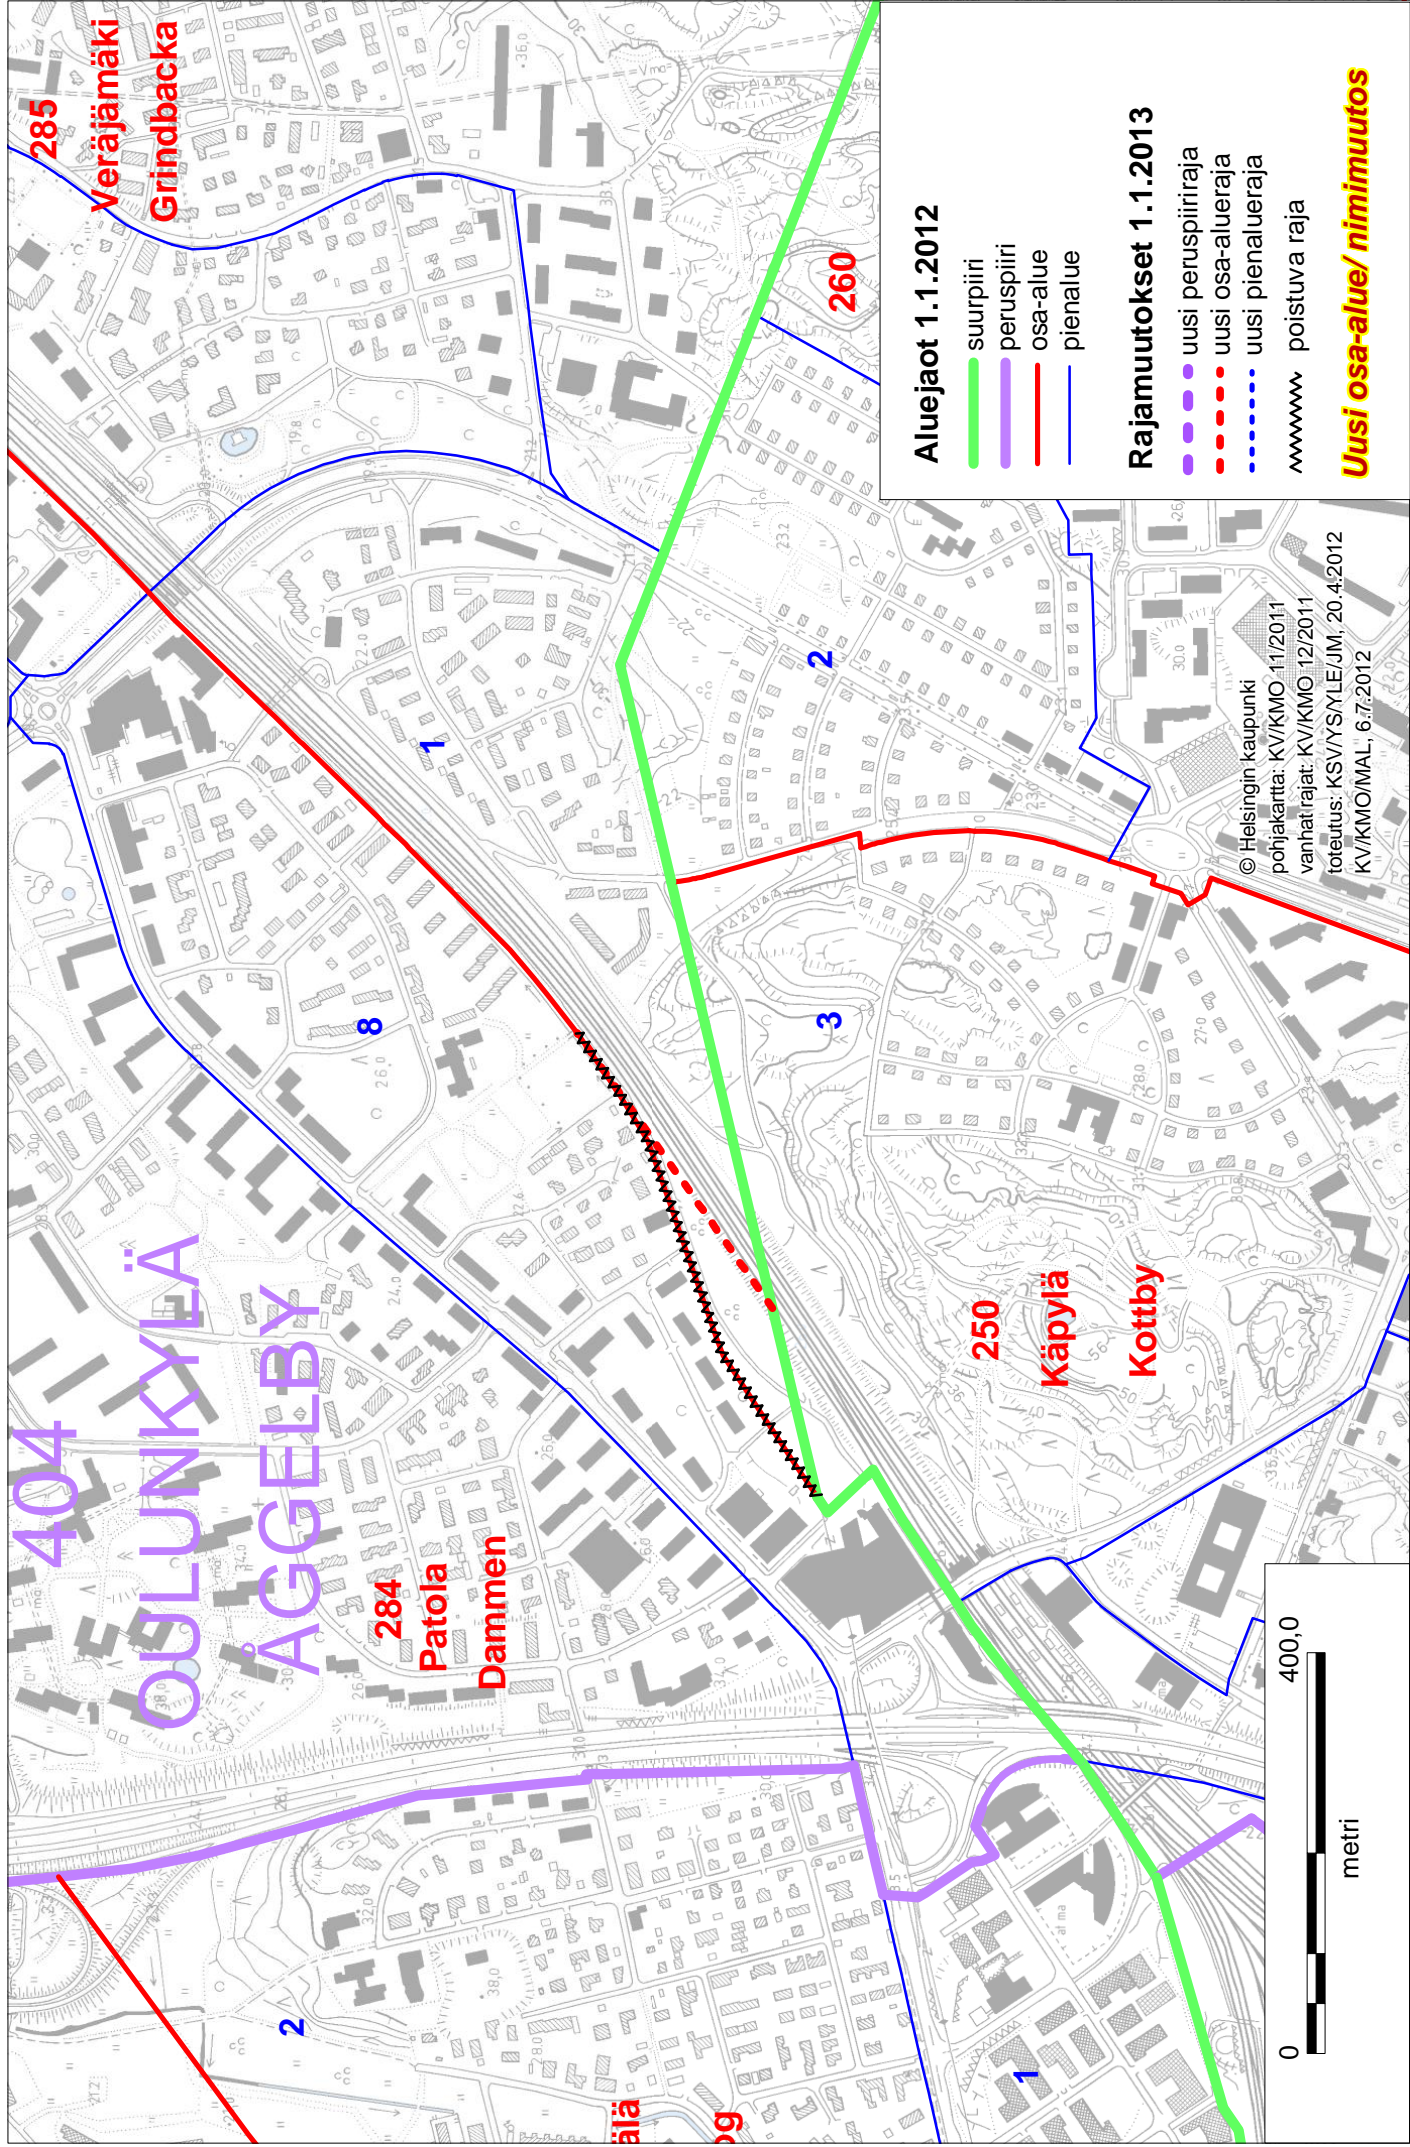 404
OULUNKYLÄ
ÅGGELBY
285
Veräjämäki
Grindbacka
284
Patola
Dammen
260
250
Käpylä
Kottby
älä
og
8
1
2
3
2
1
Aluejaot 1.1.2012
suurpiiri
peruspiiri
osa-alue
pienalue
Rajamuutokset 1.1.2013
uusi peruspiiriraja
uusi osa-alueraja
uusi pienalueraja
poistuva raja
Uusi osa-alue/ nimimuutos
© Helsingin kaupunki
pohjakartta: KV/KMO 11/2011
vanhat rajat: KV/KMO 12/2011
toteutus: KSV/YS/YLE/JM, 20.4.2012
KV/KMO/MAL, 6.7.2012
0
400,0
metri